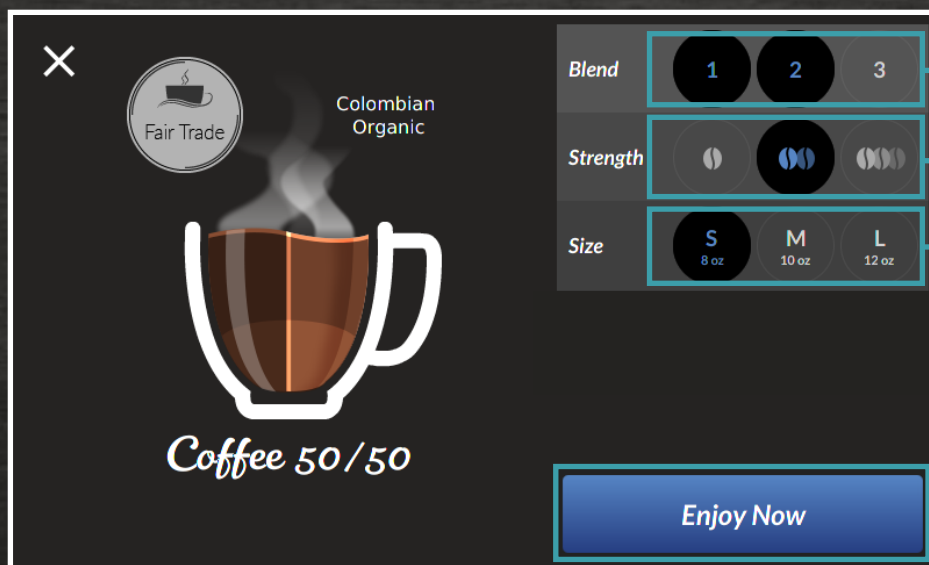 Fair Trade
Colombian
Organic
Coffee 50/50
Blend
1 2 3
Strength
Size
S M L
8 oz 10 oz 12 oz
Enjoy Now